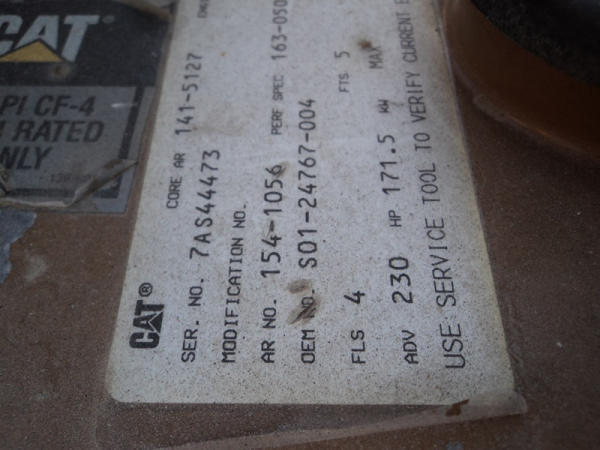 CAT
PI CF-4
RATED
NLY
CAT®
SER. NO. 7AS44473 CORE AR 141-5127
MODIFICATION NO.
AR NO. 154-1056 PERF SPEC 163-050
OEM NO. S01-24767-004
FLS 4 FTS 5
ADV 230 HP 171.5 KW MAX
USE SERVICE TOOL TO VERIFY CURRENT E